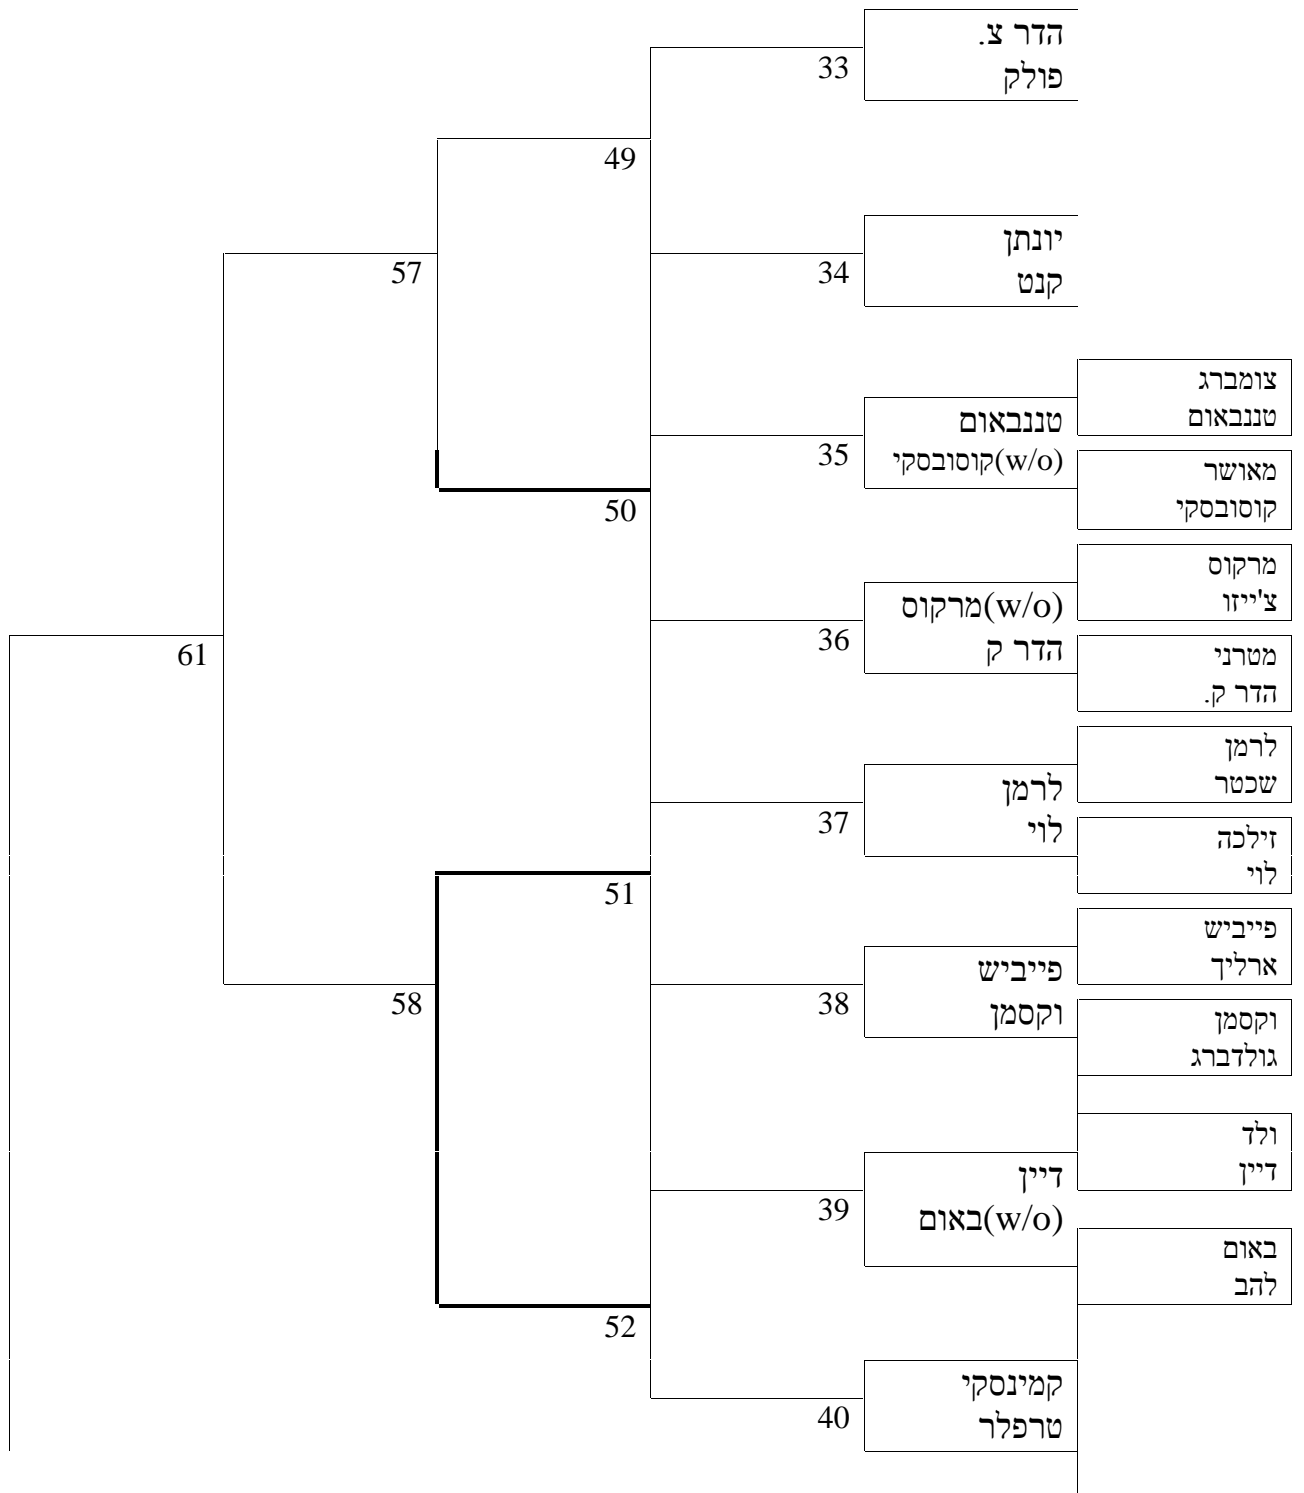 הדר צ.
פולק
33
49
יונתן
קנט
34
57
צומברג
טננבאום
טננבאום
קוסובסקי(w/o)
35
מאושר
קוסובסקי
50
מרקוס
צ'ייזו
מרקוס(w/o)
הדר ק
36
מטרני
הדר ק.
61
לרמן
שכטר
לרמן
לוי
37
זילכה
לוי
51
פייביש
ארליך
פייביש
וקסמן
38
וקסמן
גולדברג
58
ולד
דיין
דיין
באום(w/o)
39
באום
להב
52
קמינסקי
טרפלר
40